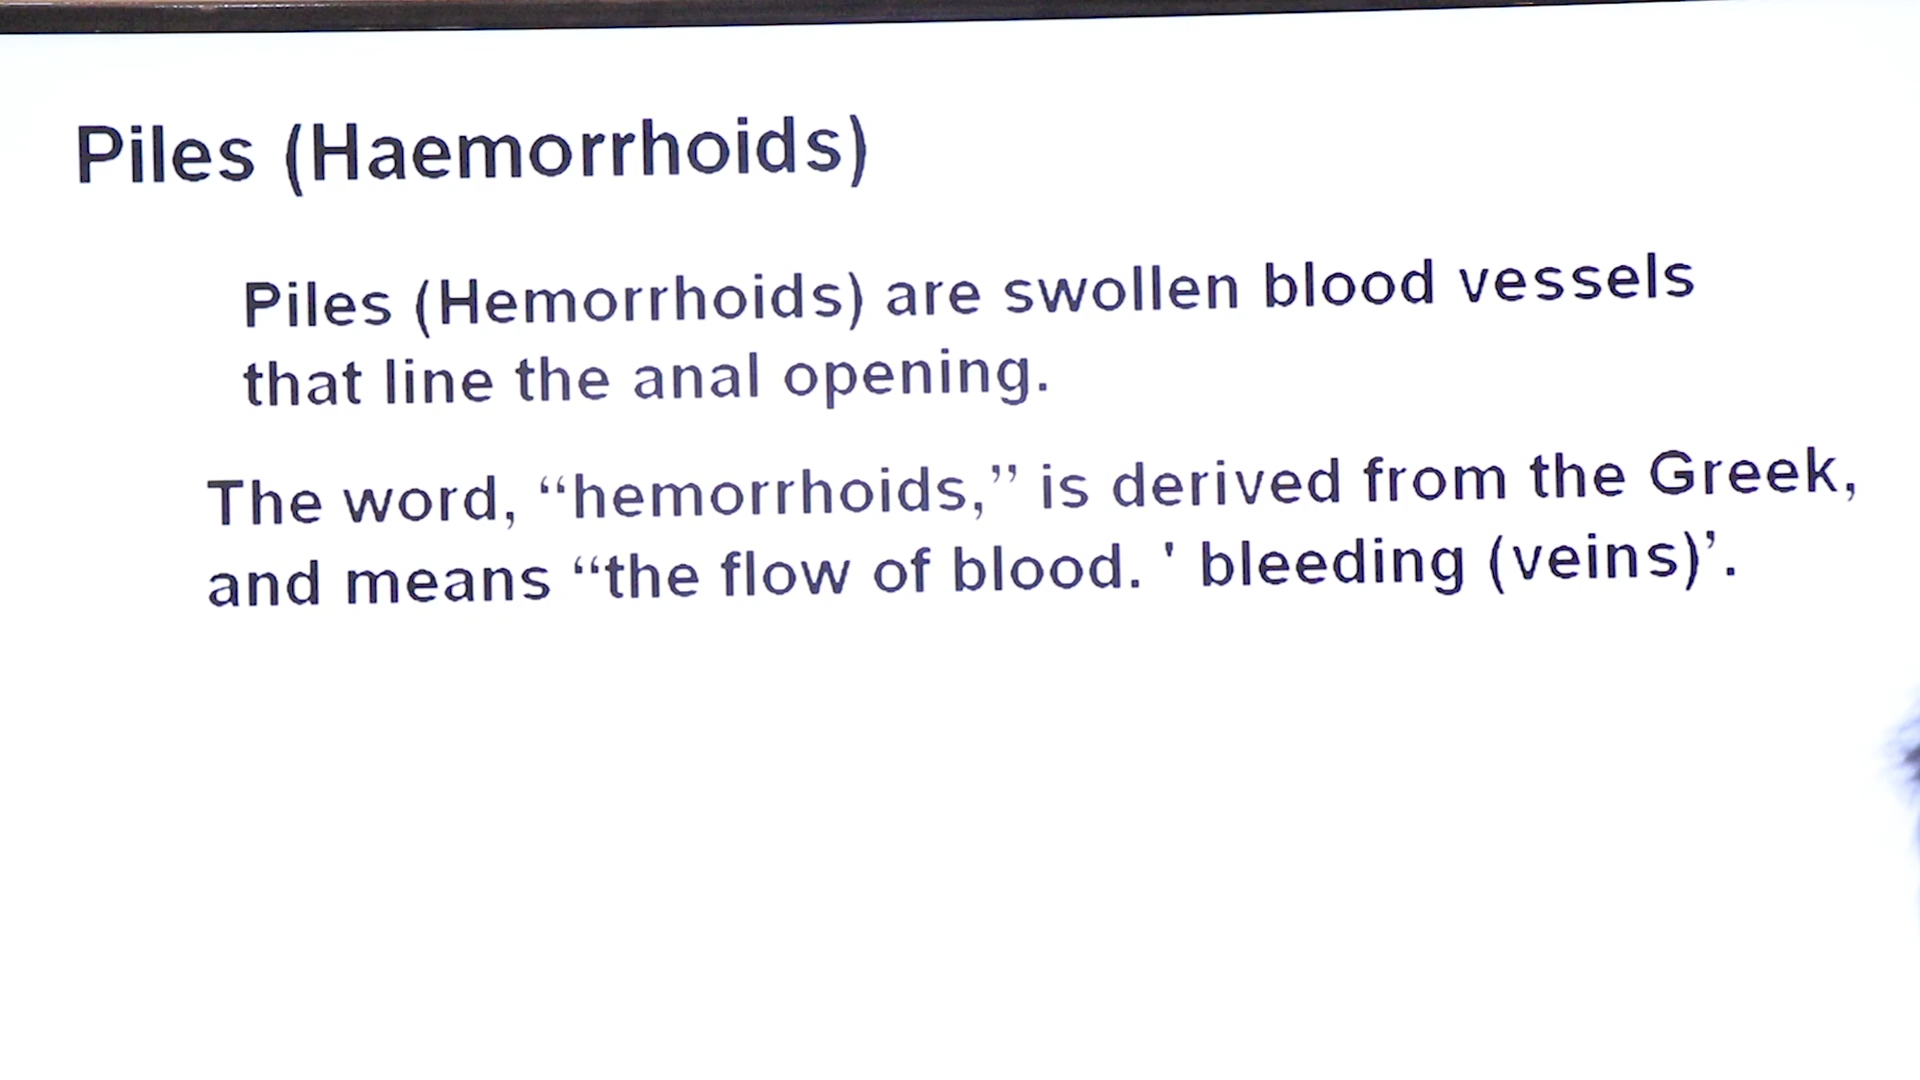 Piles (Haemorrhoids)
Piles (Hemorrhoids) are swollen blood vessels
that line the anal opening.
The word, “hemorrhoids,” is derived from the Greek,
and means “the flow of blood. ' bleeding (veins)’.